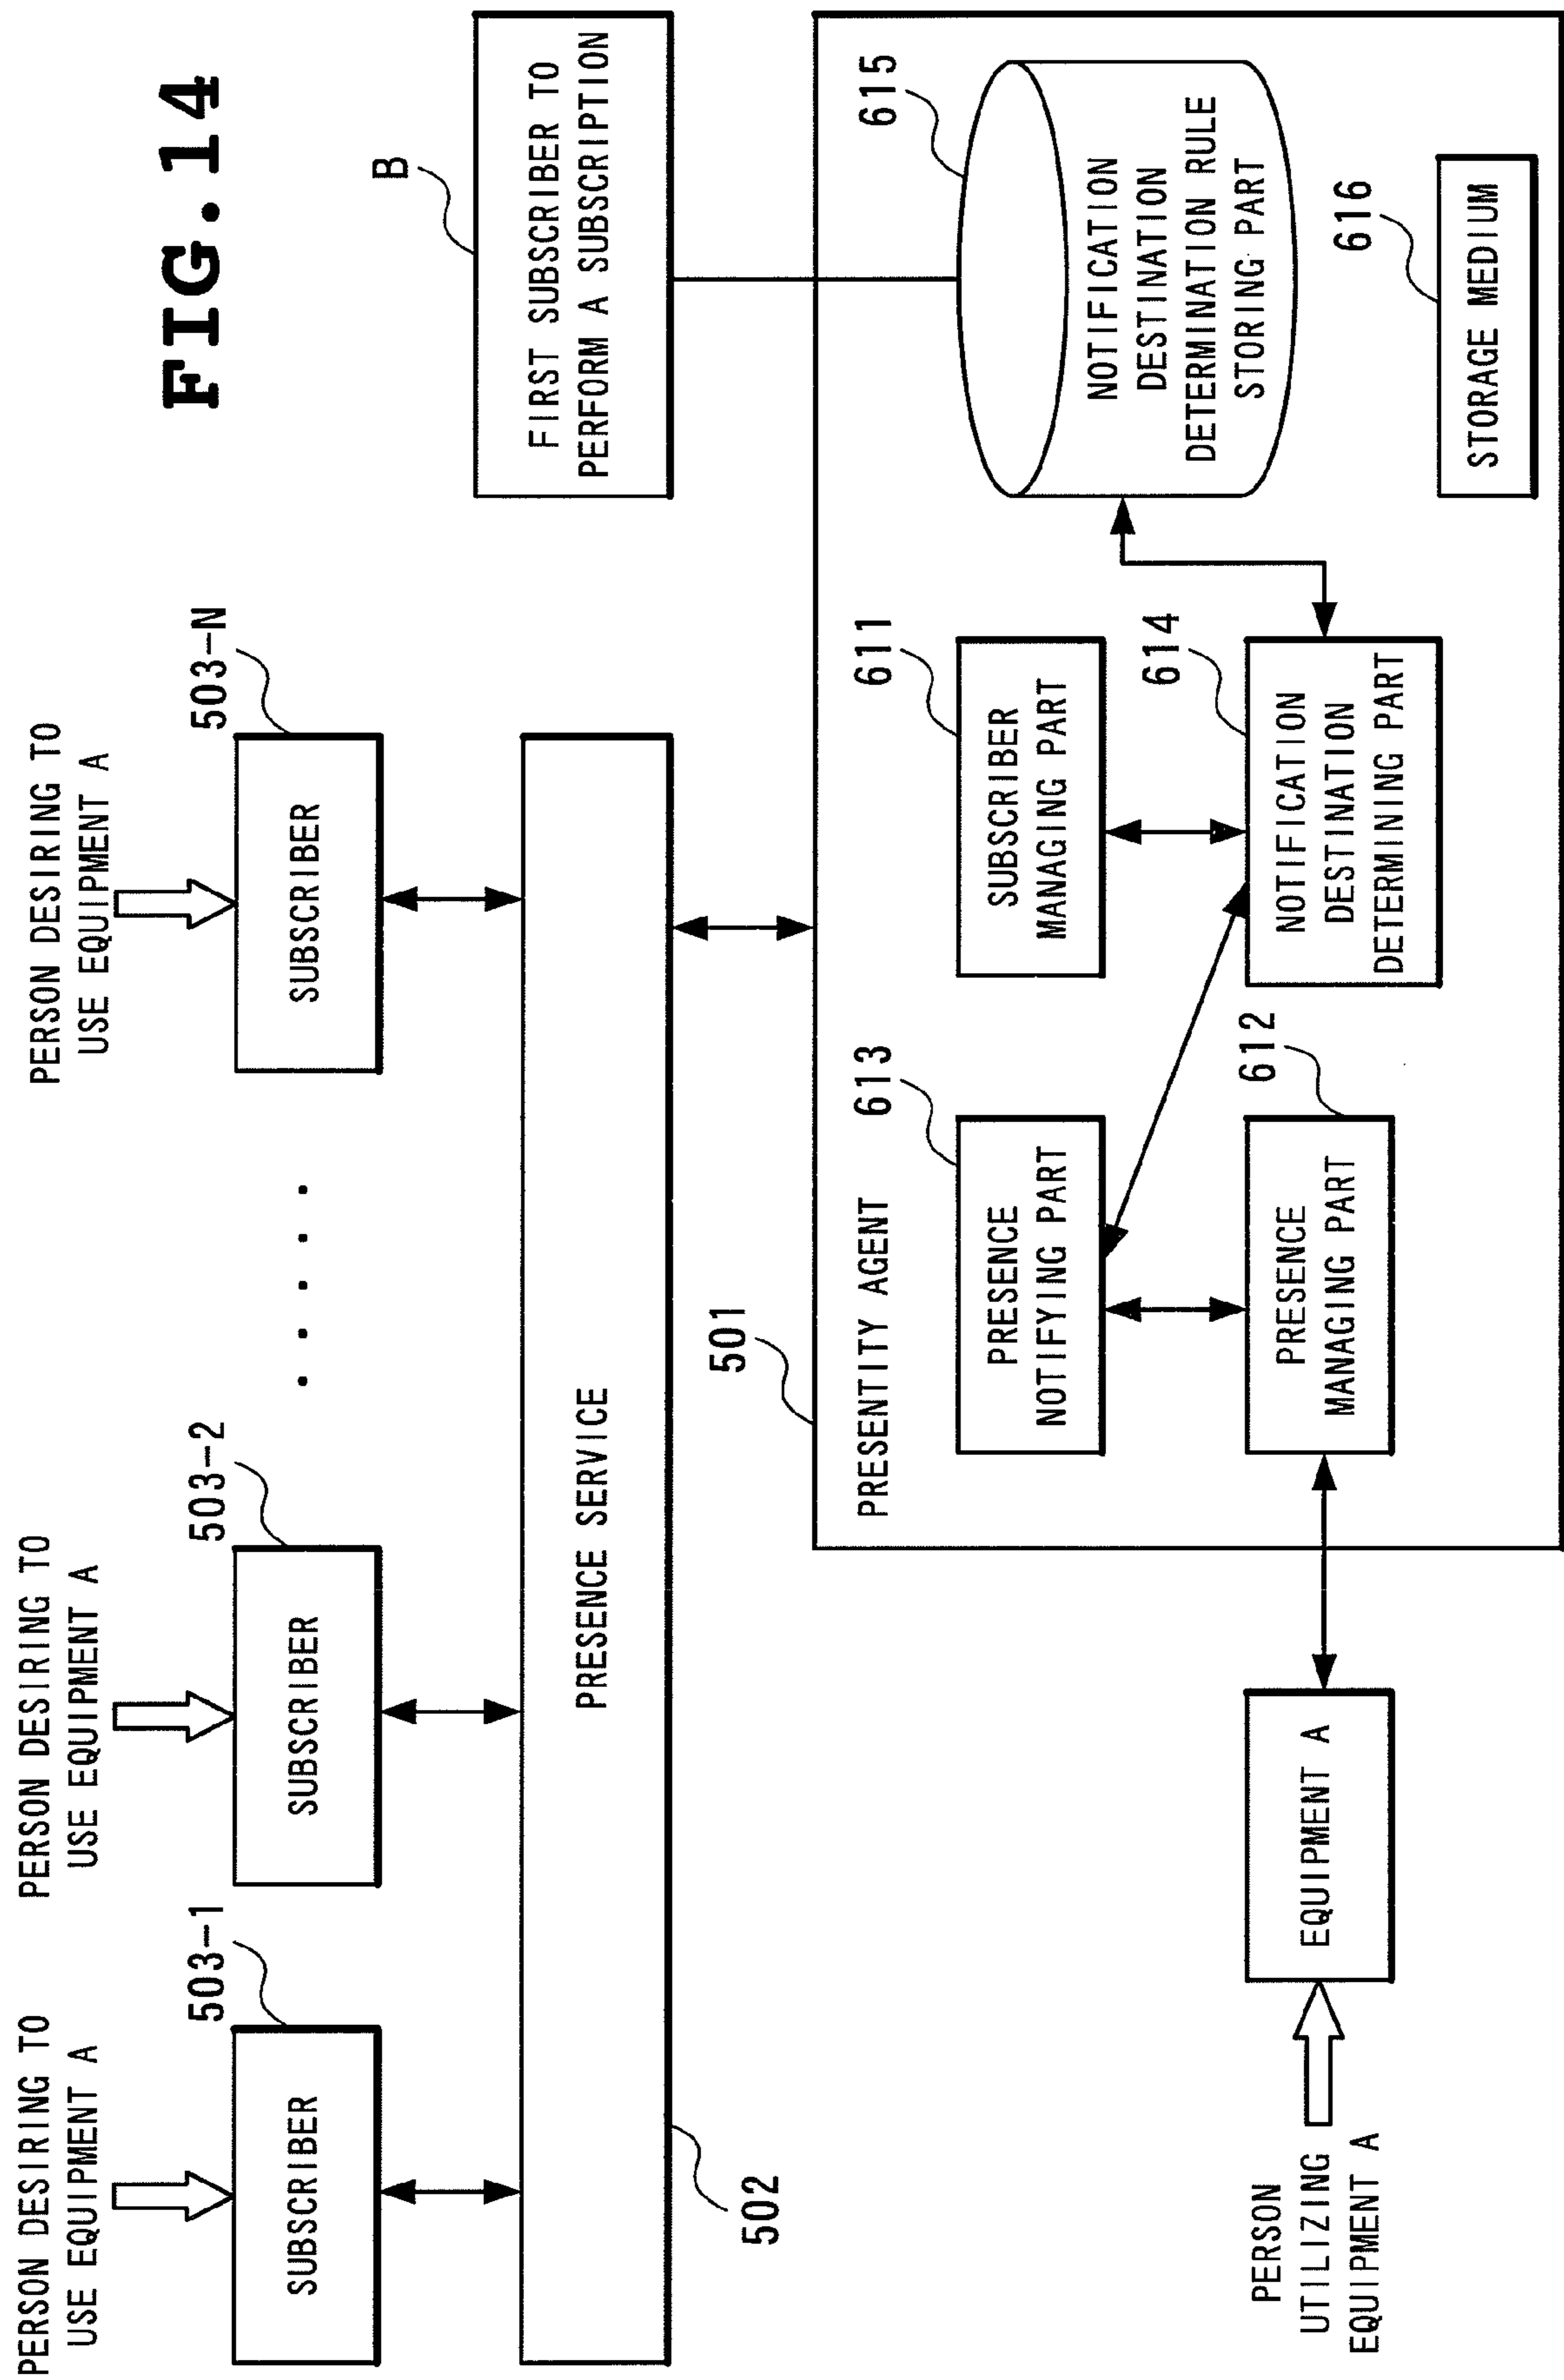 FIG.14
PERSON DESIRING TO
USE EQUIPMENT A
503-1
SUBSCRIBER
PERSON DESIRING TO
USE EQUIPMENT A
503-2
SUBSCRIBER
.....
PERSON DESIRING TO
USE EQUIPMENT A
503-N
SUBSCRIBER
B
FIRST SUBSCRIBER TO
PERFORM A SUBSCRIPTION
PRESENCE SERVICE
502
501
PRESENTITY AGENT
613
PRESENCE
NOTIFYING PART
611
SUBSCRIBER
MANAGING PART
615
NOTIFICATION
DESTINATION
DETERMINATION RULE
STORING PART
612
PRESENCE
MANAGING PART
614
NOTIFICATION
DESTINATION
DETERMINING PART
616
STORAGE MEDIUM
PERSON
UTILIZING
EQUIPMENT A
EQUIPMENT A